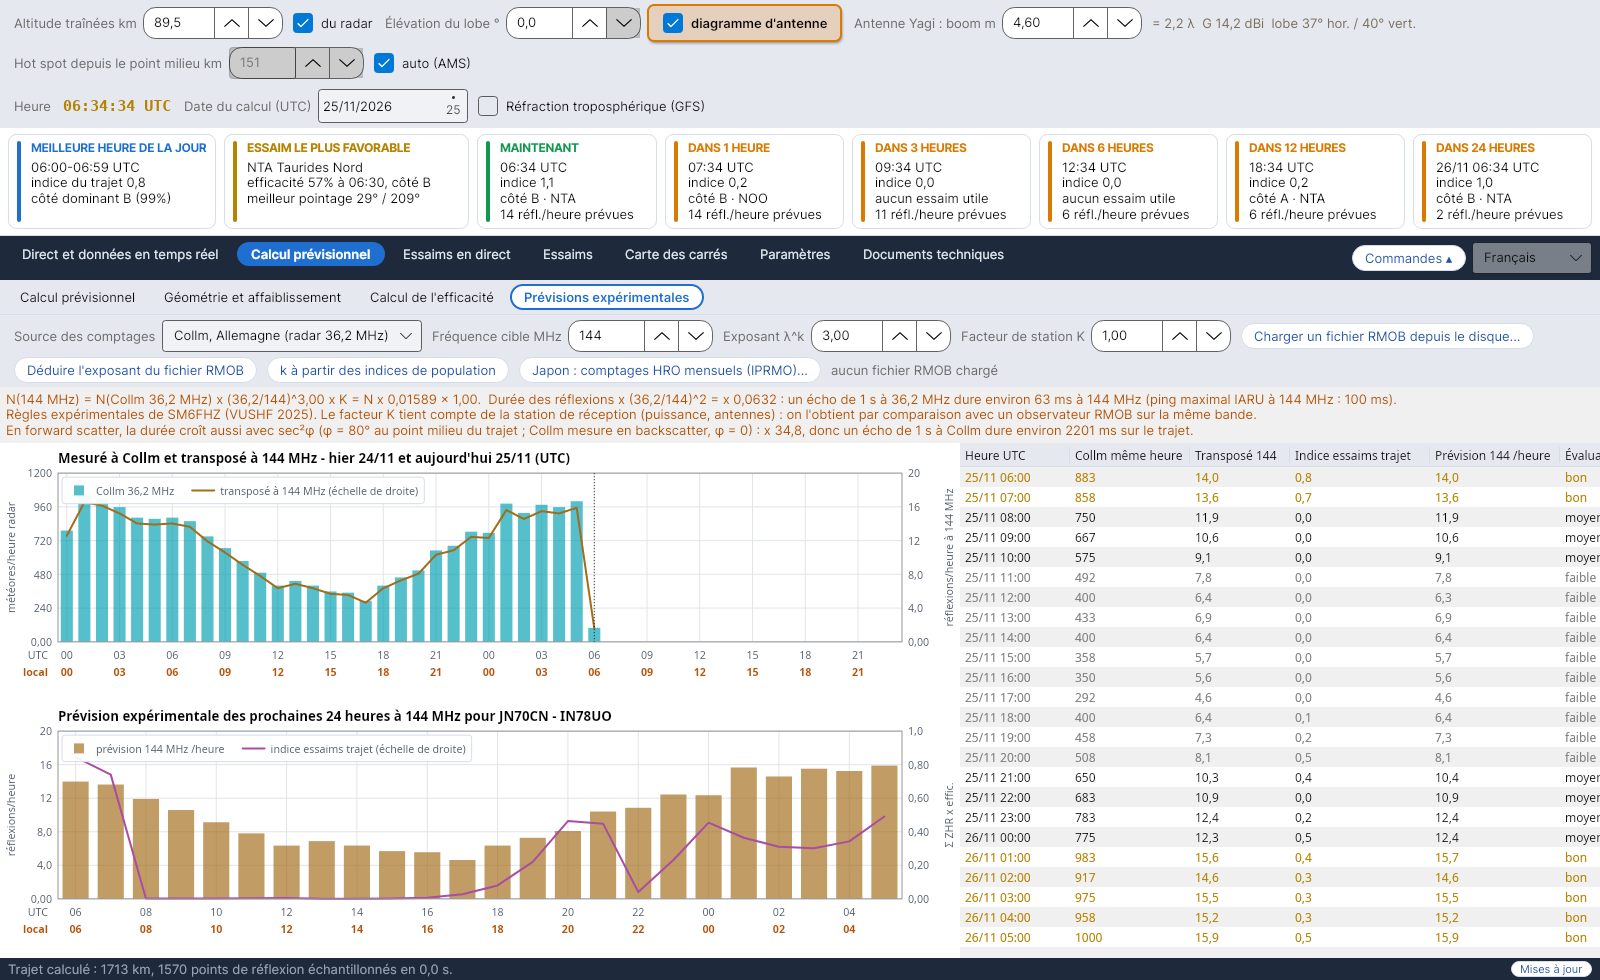 Altitude traînées km 89,5 du radar Élévation du lobe ° 0,0 diagramme d'antenne Antenne Yagi : boom m 4,60 = 2,2 λ G 14,2 dBi lobe 37° hor. / 40° vert.
Hot spot depuis le point milieu km 151 auto (AMS)
Heure 06:34:34 UTC Date du calcul (UTC) 25/11/2026 25 Réfraction troposphérique (GFS)
MEILLEURE HEURE DE LA JOUR
06:00-06:59 UTC
indice du trajet 0,8
côté dominant B (99%)
ESSAIM LE PLUS FAVORABLE
NTA Taurides Nord
efficacité 57% à 06:30, côté B
meilleur pointage 29° / 209°
MAINTENANT
06:34 UTC
indice 1,1
côté B · NTA
14 réfl./heure prévues
DANS 1 HEURE
07:34 UTC
indice 0,2
côté B · NOO
14 réfl./heure prévues
DANS 3 HEURES
09:34 UTC
indice 0,0
aucun essaim utile
11 réfl./heure prévues
DANS 6 HEURES
12:34 UTC
indice 0,0
aucun essaim utile
6 réfl./heure prévues
DANS 12 HEURES
18:34 UTC
indice 0,2
côté A · NTA
6 réfl./heure prévues
DANS 24 HEURES
26/11 06:34 UTC
indice 1,0
côté B · NTA
2 réfl./heure prévues
Direct et données en temps réel Calcul prévisionnel Essaims en direct Essaims Carte des carrés Paramètres Documents techniques Commandes ▴ Français
Calcul prévisionnel Géométrie et affaiblissement Calcul de l'efficacité Prévisions expérimentales
Source des comptages Collm, Allemagne (radar 36,2 MHz) Fréquence cible MHz 144 Exposant λ^k 3,00 Facteur de station K 1,00 Charger un fichier RMOB depuis le disque...
Déduire l'exposant du fichier RMOB k à partir des indices de population Japon : comptages HRO mensuels (IPRMO)... aucun fichier RMOB chargé
N(144 MHz) = N(Collm 36,2 MHz) x (36,2/144)^3,00 x K = N x 0,01589 × 1,00. Durée des réflexions x (36,2/144)^2 = x 0,0632 : un écho de 1 s à 36,2 MHz dure environ 63 ms à 144 MHz (ping maximal IARU à 144 MHz : 100 ms).
Règles expérimentales de SM6FHZ (VUSHF 2025). Le facteur K tient compte de la station de réception (puissance, antennes) : on l'obtient par comparaison avec un observateur RMOB sur la même bande.
En forward scatter, la durée croît aussi avec sec²φ (φ = 80° au point milieu du trajet ; Collm mesure en backscatter, φ = 0) : x 34,8, donc un écho de 1 s à Collm dure environ 2201 ms sur le trajet.
Mesuré à Collm et transposé à 144 MHz - hier 24/11 et aujourd'hui 25/11 (UTC)
Collm 36,2 MHz transposé à 144 MHz (échelle de droite)
météores/heure radar
1200
960
720
480
240
0,00
20
16
12
8,0
4,0
0,00
réflexions/heure à 144 MHz
UTC 00 03 06 09 12 15 18 21 00 03 06 09 12 15 18 21
local 00 03 06 09 12 15 18 21 00 03 06 09 12 15 18 21
Prévision expérimentale des prochaines 24 heures à 144 MHz pour JN70CN - IN78UO
prévision 144 MHz /heure indice essaims trajet (échelle de droite)
réflexions/heure
20
16
12
8,0
4,0
0,00
1,0
0,80
0,60
0,40
0,20
0,00
Σ ZHR x effic.
UTC 06 08 10 12 14 16 18 20 22 00 02 04
local 06 08 10 12 14 16 18 20 22 00 02 04
Heure UTC Collm même heure Transposé 144 Indice essaims trajet Prévision 144 /heure Évalua
25/11 06:00 883 14,0 0,8 14,0 bon
25/11 07:00 858 13,6 0,7 13,6 bon
25/11 08:00 750 11,9 0,0 11,9 moyen
25/11 09:00 667 10,6 0,0 10,6 moyen
25/11 10:00 575 9,1 0,0 9,1 moyen
25/11 11:00 492 7,8 0,0 7,8 faible
25/11 12:00 400 6,4 0,0 6,3 faible
25/11 13:00 433 6,9 0,0 6,9 faible
25/11 14:00 400 6,4 0,0 6,4 faible
25/11 15:00 358 5,7 0,0 5,7 faible
25/11 16:00 350 5,6 0,0 5,6 faible
25/11 17:00 292 4,6 0,0 4,6 faible
25/11 18:00 400 6,4 0,1 6,4 faible
25/11 19:00 458 7,3 0,2 7,3 faible
25/11 20:00 508 8,1 0,5 8,1 faible
25/11 21:00 650 10,3 0,4 10,4 moyen
25/11 22:00 683 10,9 0,0 10,9 moyen
25/11 23:00 783 12,4 0,2 12,4 moyen
26/11 00:00 775 12,3 0,5 12,4 moyen
26/11 01:00 983 15,6 0,4 15,7 bon
26/11 02:00 917 14,6 0,3 14,6 bon
26/11 03:00 975 15,5 0,3 15,5 bon
26/11 04:00 958 15,2 0,3 15,2 bon
26/11 05:00 1000 15,9 0,5 15,9 bon
Trajet calculé : 1713 km, 1570 points de réflexion échantillonnés en 0,0 s. Mises à jour